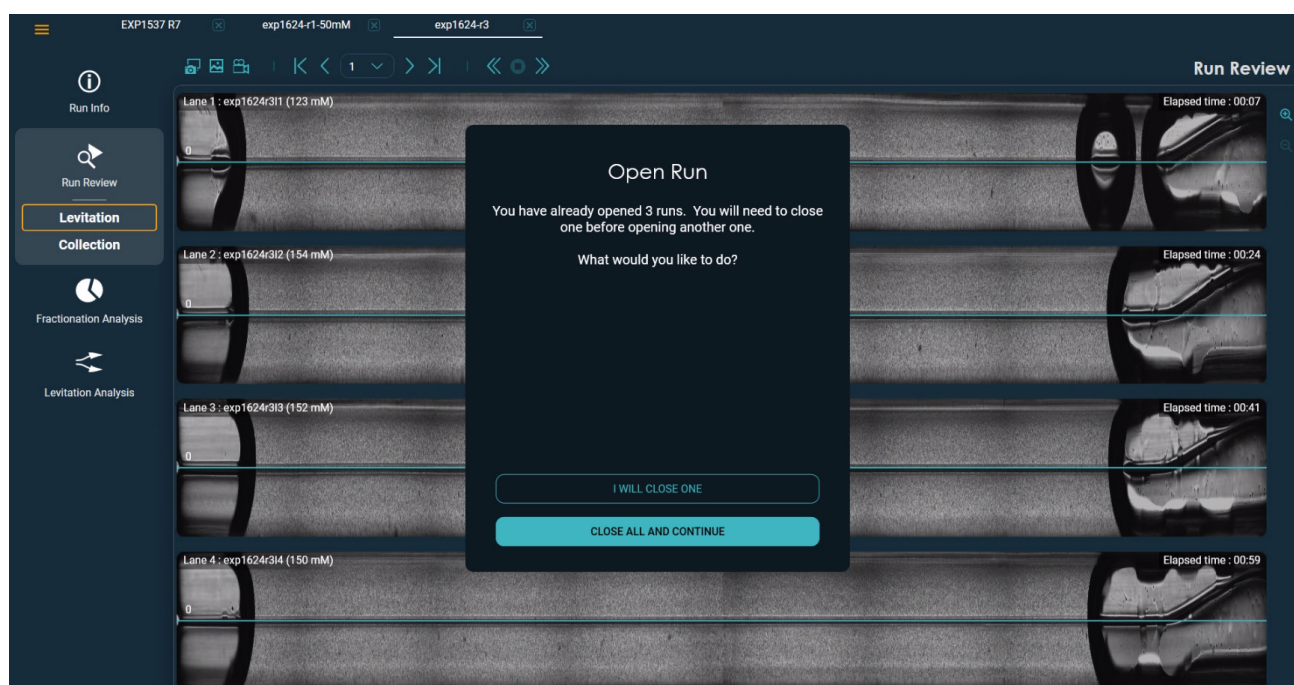 EXP1537 R7
exp1624-r1-50mM
exp1624-r3
1
Run Review
Run Info
Run Review
Levitation
Collection
Fractionation Analysis
Levitation Analysis
Lane 1 : exp1624r3l1 (123 mM)
Elapsed time : 00:07
0
Lane 2 : exp1624r3l2 (154 mM)
Elapsed time : 00:24
0
Lane 3 : exp1624r3l3 (152 mM)
Elapsed time : 00:41
0
Lane 4 : exp1624r3l4 (150 mM)
Elapsed time : 00:59
0
Open Run
You have already opened 3 runs. You will need to close
one before opening another one.
What would you like to do?
I WILL CLOSE ONE
CLOSE ALL AND CONTINUE